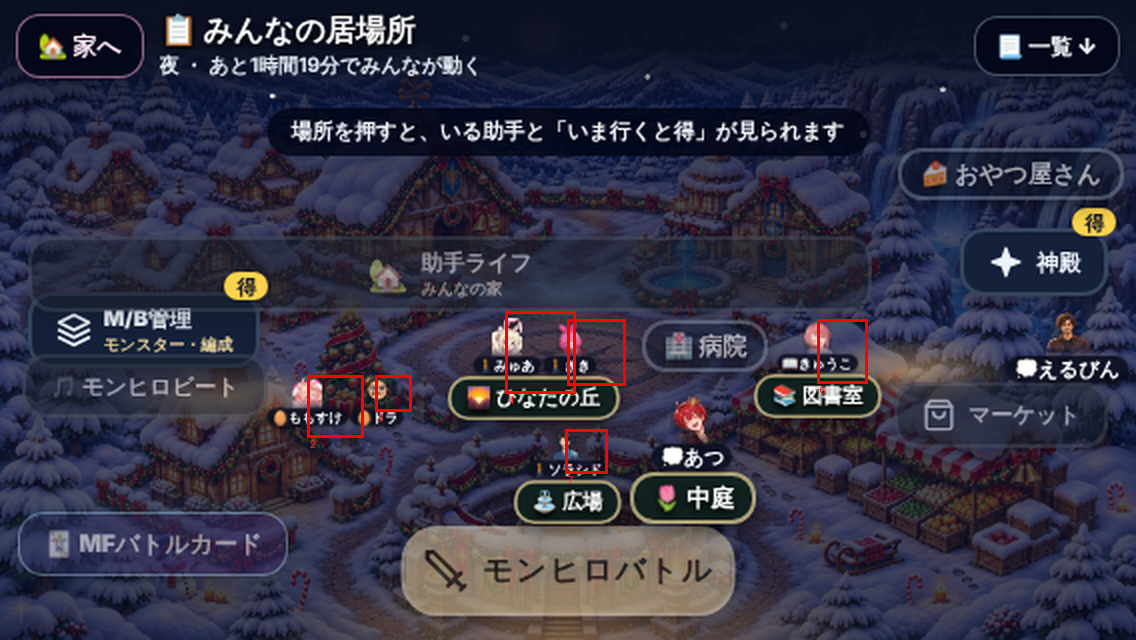 家へ
みんなの居場所
夜 ・ あと1時間19分でみんなが動く
一覧↓
場所を押すと、いる助手と「いま行くと得」が見られます
おやつ屋さん
得
神殿
助手ライフ
みんなの家
得
M/B管理
モンスター・編成
モンヒロビート
みゅあ
病院
きゅうこ
えるびん
ひなたの丘
図書室
マーケット
ももすけ
ドラ
あつ
広場
中庭
MFバトルカード
モンヒロバトル